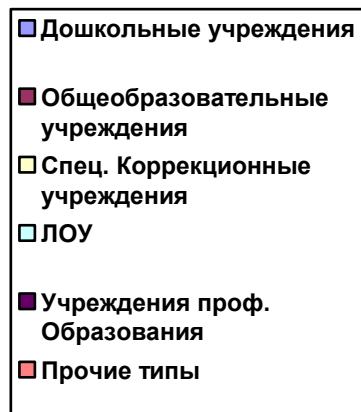 Дошкольные учреждения
Общеобразовательные
учреждения
Спец. Коррекционные
учреждения
ЛОУ
Учреждения проф.
Образования
Прочие типы